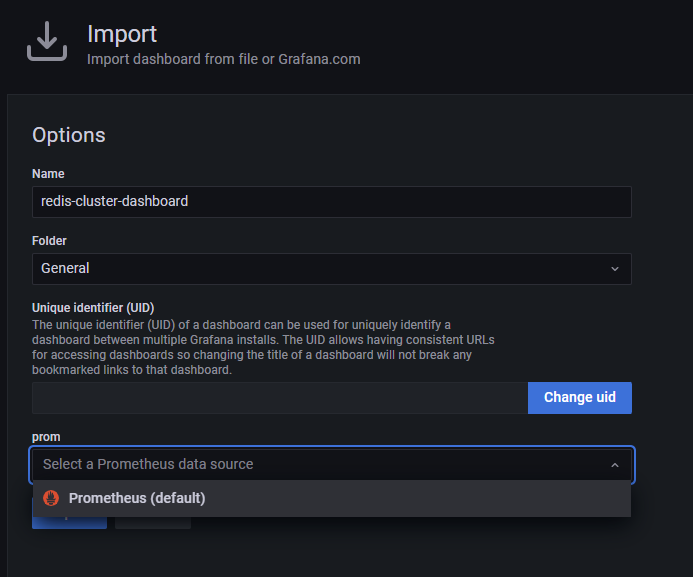 Import
Import dashboard from file or Grafana.com
Options
Name
redis-cluster-dashboard
Folder
General
Unique identifier (UID)
The unique identifier (UID) of a dashboard can be used for uniquely identify a
dashboard between multiple Grafana installs. The UID allows having consistent URLs
for accessing dashboards so changing the title of a dashboard will not break any
bookmarked links to that dashboard.
Change uid
prom
Select a Prometheus data source
Prometheus (default)